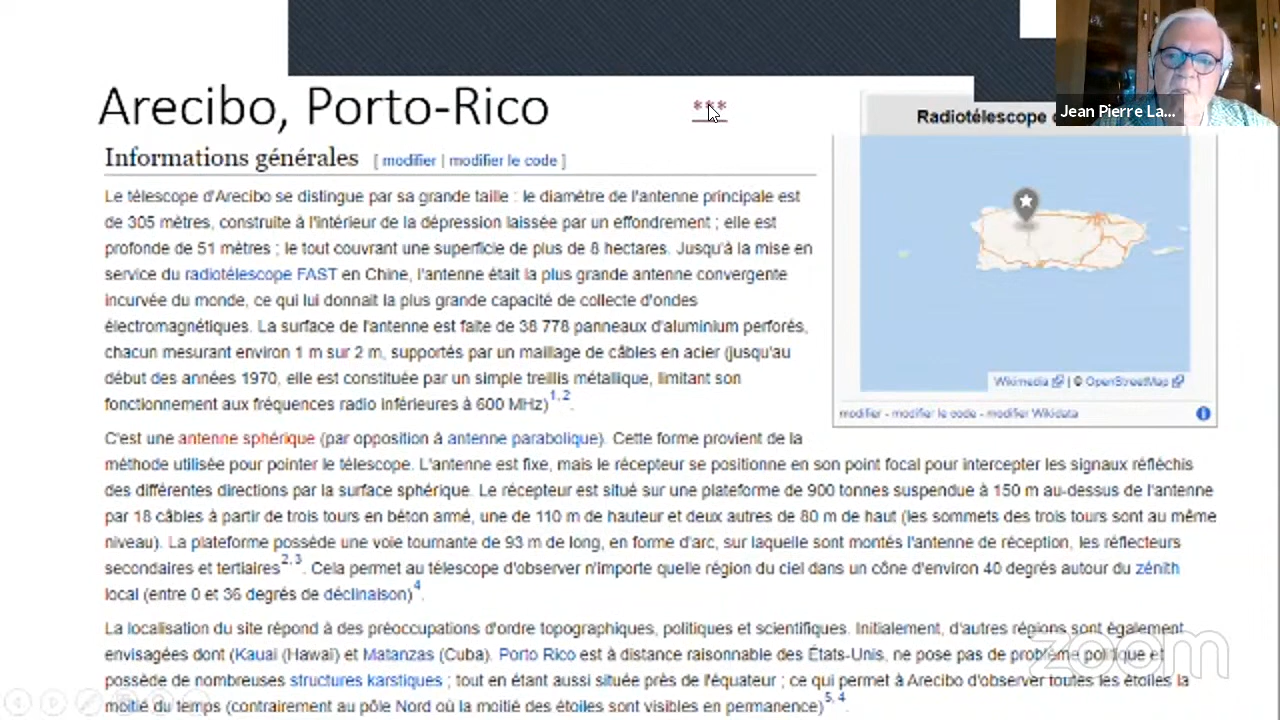 Arecibo, Porto-Rico
***
Informations générales [ modifier | modifier le code ]
Le télescope d'Arecibo se distingue par sa grande taille : le diamètre de l'antenne principale est
de 305 mètres, construite à l'intérieur de la dépression laissée par un effondrement ; elle est
profonde de 51 mètres ; le tout couvrant une superficie de plus de 8 hectares. Jusqu'à la mise en
service du radiotélescope FAST en Chine, l'antenne était la plus grande antenne convergente
incurvée du monde, ce qui lui donnait la plus grande capacité de collecte d'ondes
électromagnétiques. La surface de l'antenne est faite de 38 778 panneaux d'aluminium perforés,
chacun mesurant environ 1 m sur 2 m, supportés par un maillage de câbles en acier (jusqu'au
début des années 1970, elle est constituée par un simple treillis métallique, limitant son
fonctionnement aux fréquences radio inférieures à 600 MHz)1, 2.
C'est une antenne sphérique (par opposition à antenne parabolique). Cette forme provient de la
méthode utilisée pour pointer le télescope. L'antenne est fixe, mais le récepteur se positionne en son point focal pour intercepter les signaux réfléchis
des différentes directions par la surface sphérique. Le récepteur est situé sur une plateforme de 900 tonnes suspendue à 150 m au-dessus de l'antenne
par 18 câbles à partir de trois tours en béton armé, une de 110 m de hauteur et deux autres de 80 m de haut (les sommets des trois tours sont au même
niveau). La plateforme possède une voie tournante de 93 m de long, en forme d'arc, sur laquelle sont montés l'antenne de réception, les réflecteurs
secondaires et tertiaires2, 3. Cela permet au télescope d'observer n'importe quelle région du ciel dans un cône d'environ 40 degrés autour du zénith
local (entre 0 et 36 degrés de déclinaison)4.
La localisation du site répond à des préoccupations d'ordre topographiques, politiques et scientifiques. Initialement, d'autres régions sont également
envisagées dont (Kauai (Hawaï) et Matanzas (Cuba). Porto Rico est à distance raisonnable des États-Unis, ne pose pas de problème politique et
possède de nombreuses structures karstiques ; tout en étant aussi située près de l'équateur ; ce qui permet à Arecibo d'observer toutes les étoiles la
moitié du temps (contrairement au pôle Nord où la moitié des étoiles sont visibles en permanence)5, 4.
Radiotélescope
Wikimedia | © OpenStreetMap
modifier - modifier le code - modifier Wikidata
Jean Pierre La...
zoom